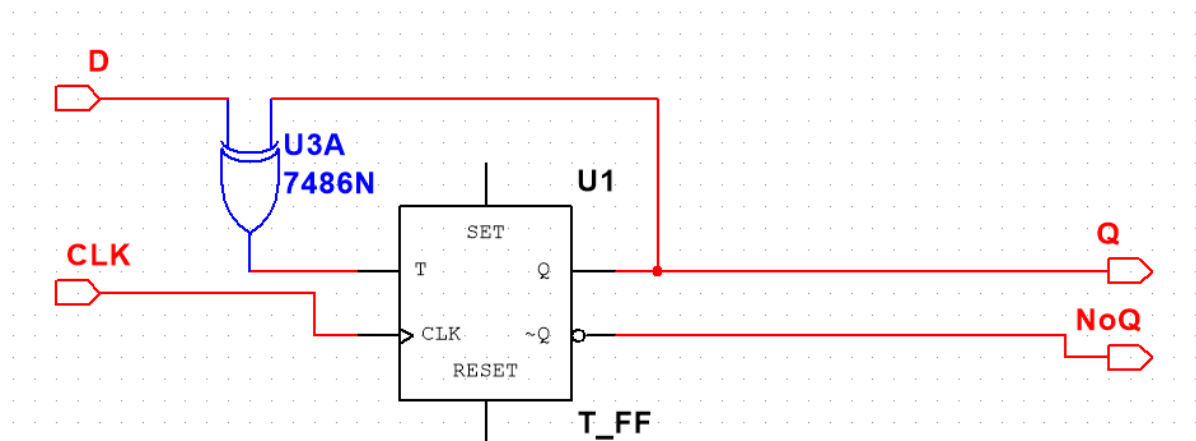 D
U3A
7486N
U1
SET
CLK
T
Q
Q
CLK
~Q
NoQ
RESET
T_FF